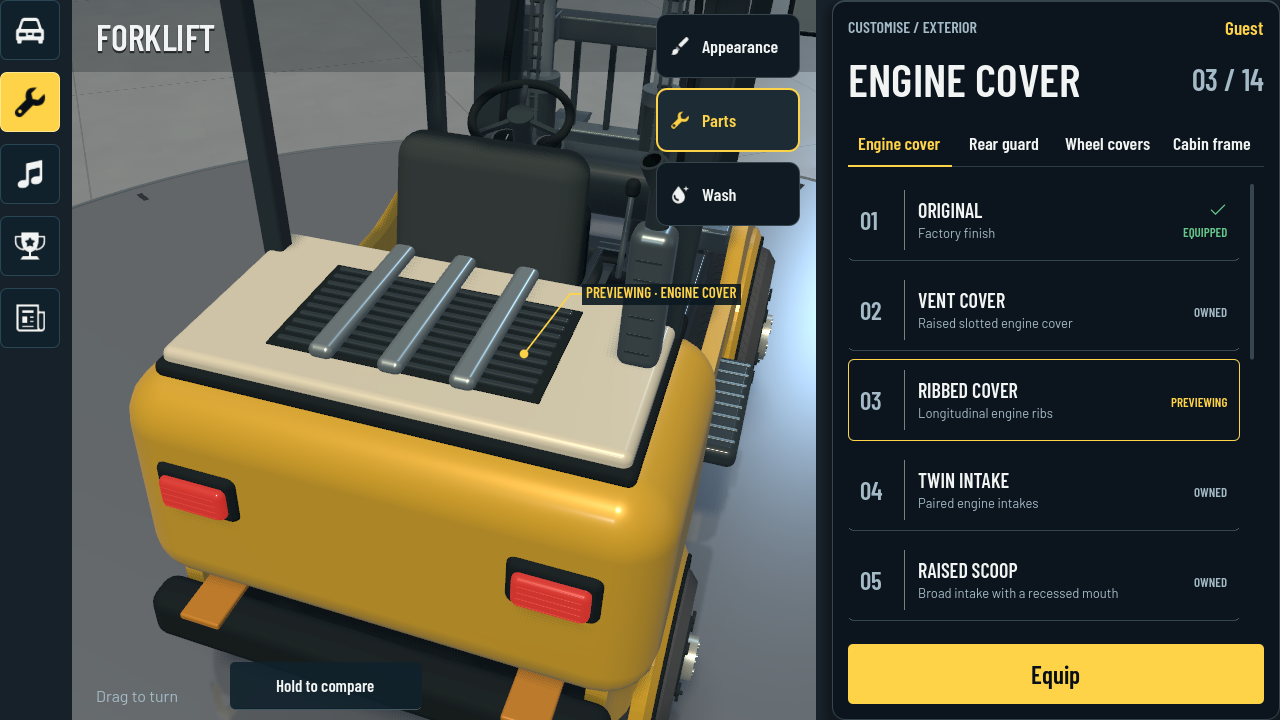 FORKLIFT
Appearance
Parts
Wash
PREVIEWING · ENGINE COVER
Hold to compare
Drag to turn
CUSTOMISE / EXTERIOR
Guest
ENGINE COVER
03 / 14
Engine cover
Rear guard
Wheel covers
Cabin frame
01
ORIGINAL
Factory finish
EQUIPPED
02
VENT COVER
Raised slotted engine cover
OWNED
03
RIBBED COVER
Longitudinal engine ribs
PREVIEWING
04
TWIN INTAKE
Paired engine intakes
OWNED
05
RAISED SCOOP
Broad intake with a recessed mouth
OWNED
Equip